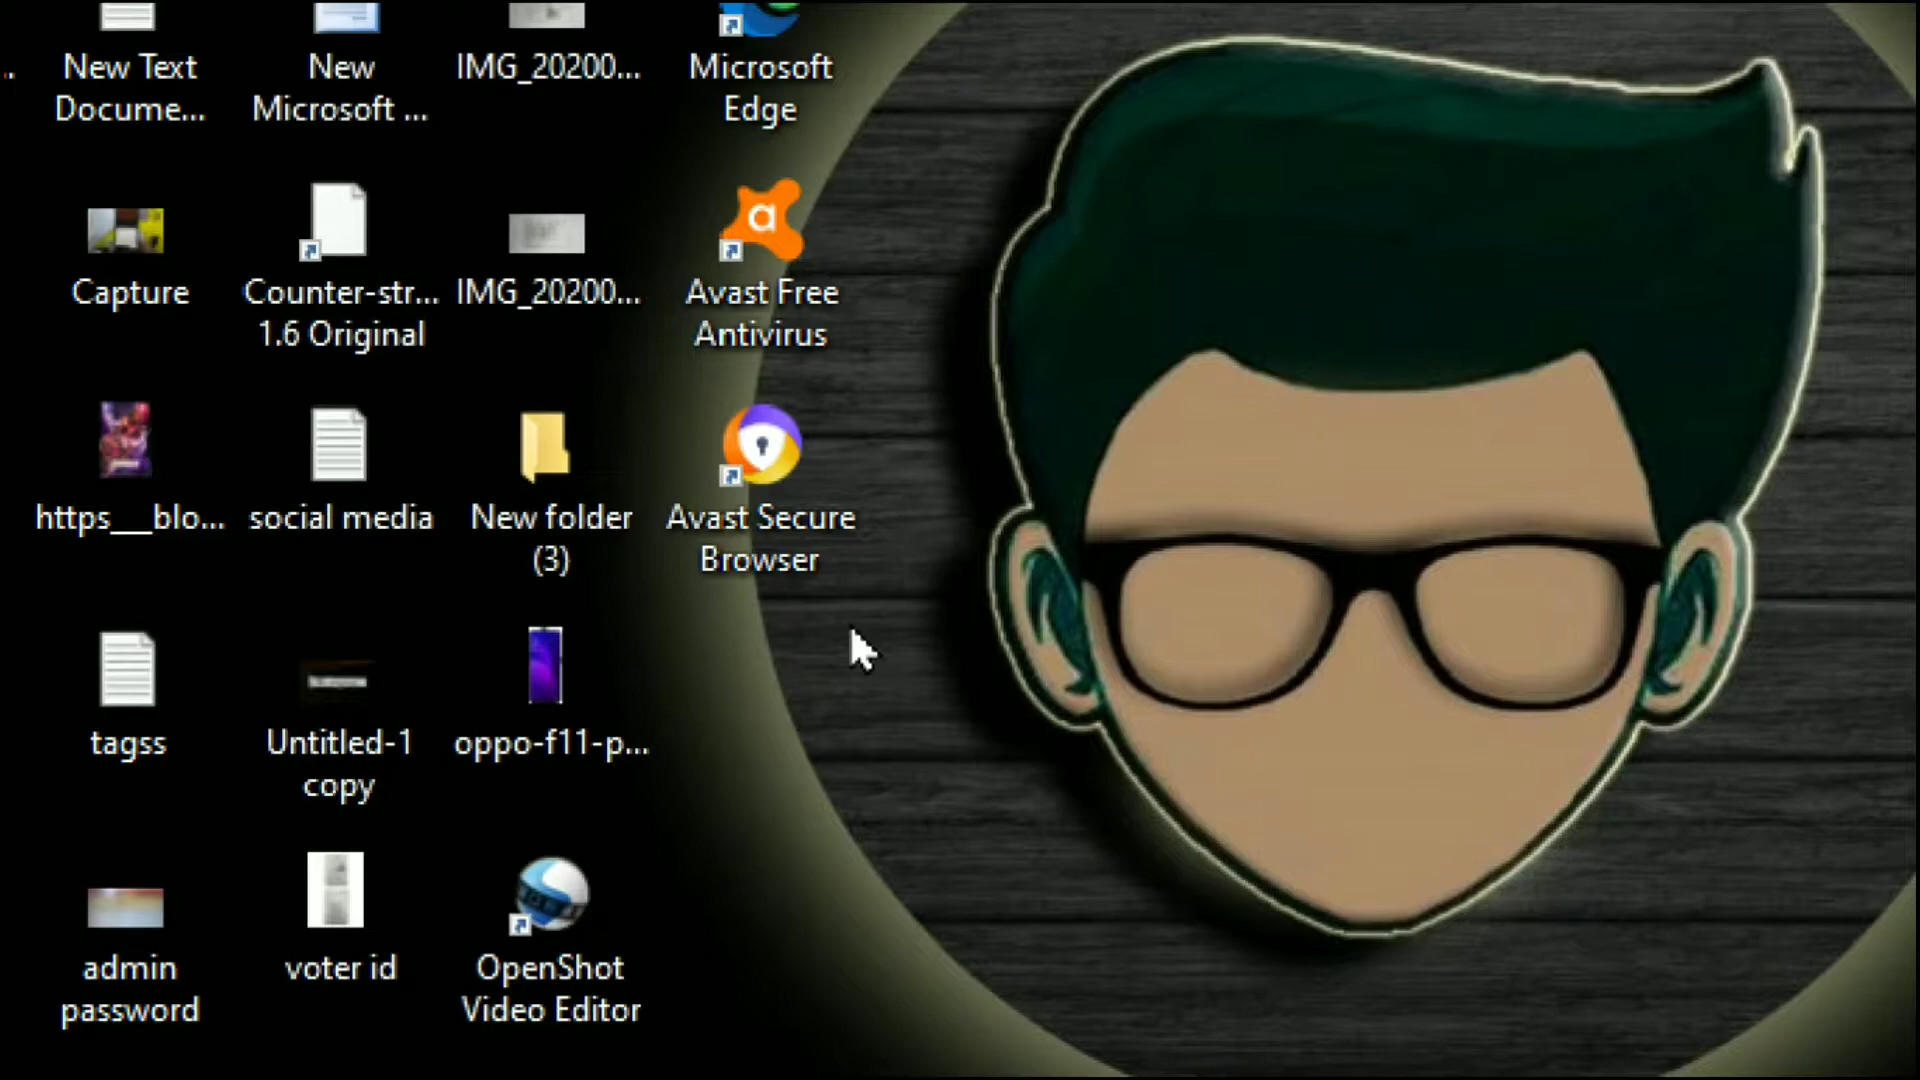 New Text
Docume...
New
Microsoft ...
IMG_20200...
Microsoft
Edge
Capture
Counter-str...
1.6 Original
IMG_20200...
Avast Free
Antivirus
https__blo...
social media
New folder
(3)
Avast Secure
Browser
tagss
Untitled-1
copy
oppo-f11-p...
admin
password
voter id
OpenShot
Video Editor